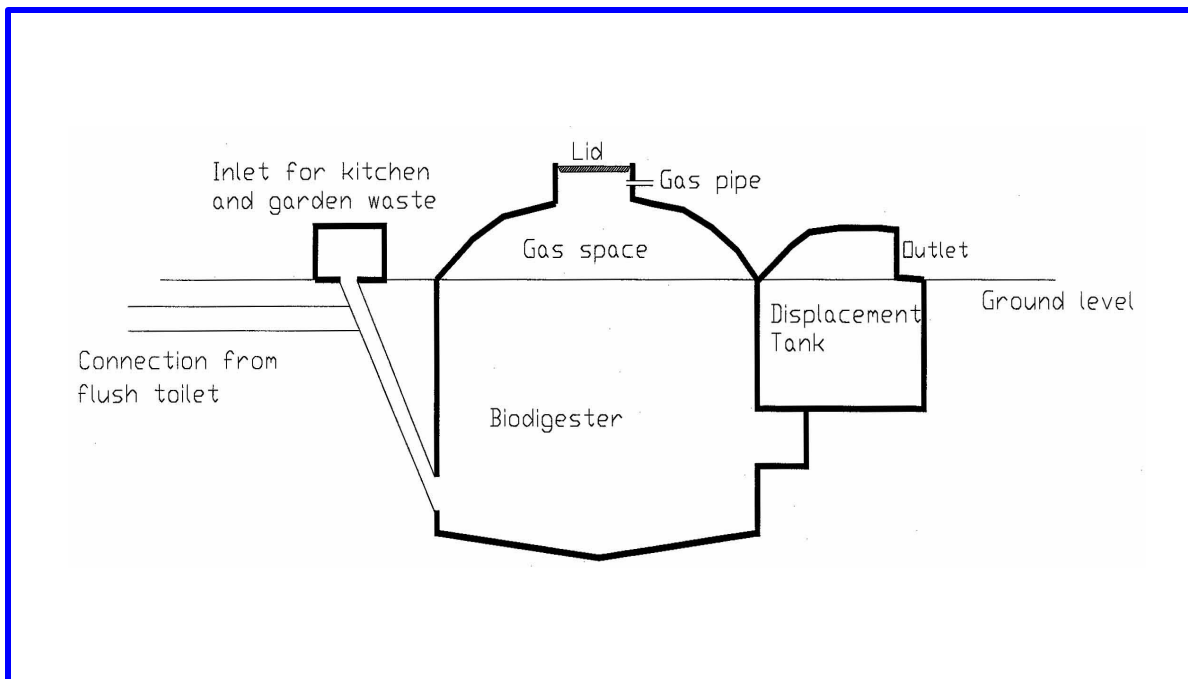 Lid
Inlet for kitchen
and garden waste
Gas pipe
Gas space
Outlet
Ground level
Displacement
Tank
Connection from
flush toilet
Biodigester